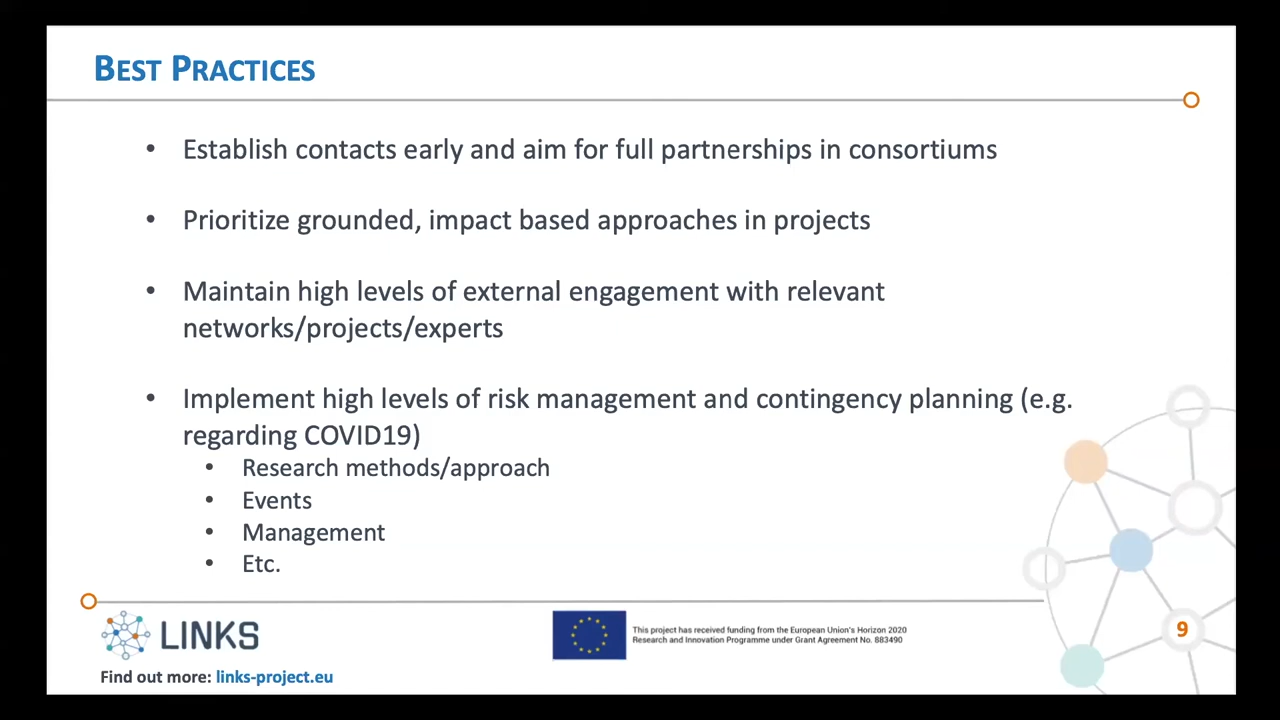 BEST PRACTICES
• Establish contacts early and aim for full partnerships in consortiums
• Prioritize grounded, impact based approaches in projects
• Maintain high levels of external engagement with relevant
networks/projects/experts
• Implement high levels of risk management and contingency planning (e.g.
regarding COVID19)
• Research methods/approach
• Events
• Management
• Etc.
LINKS
Find out more: links-project.eu
This project has received funding from the European Union's Horizon 2020
Research and Innovation Programme under Grant Agreement No. 883490
9